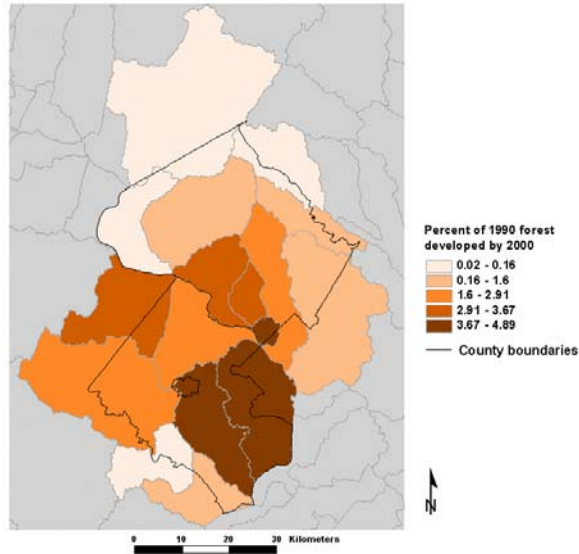 Percent of 1990 forest
developed by 2000
0.02 - 0.16
0.16 - 1.6
1.6 - 2.91
2.91 - 3.67
3.67 - 4.89
County boundaries
N
0 10 20 30 Kilometers